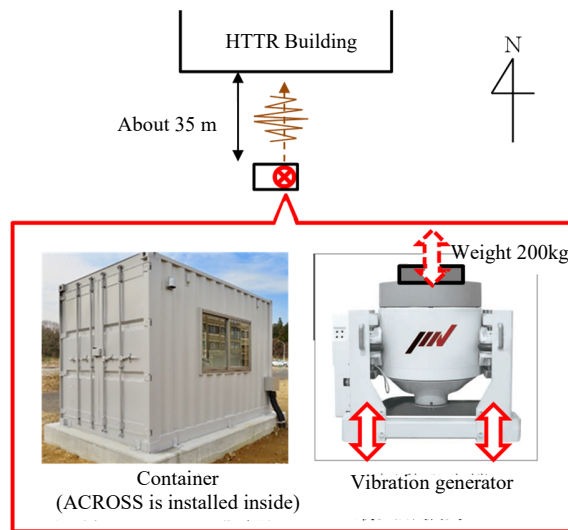 HTTR Building
N
About 35 m
Weight 200kg
Container
(ACROSS is installed inside)
Vibration generator